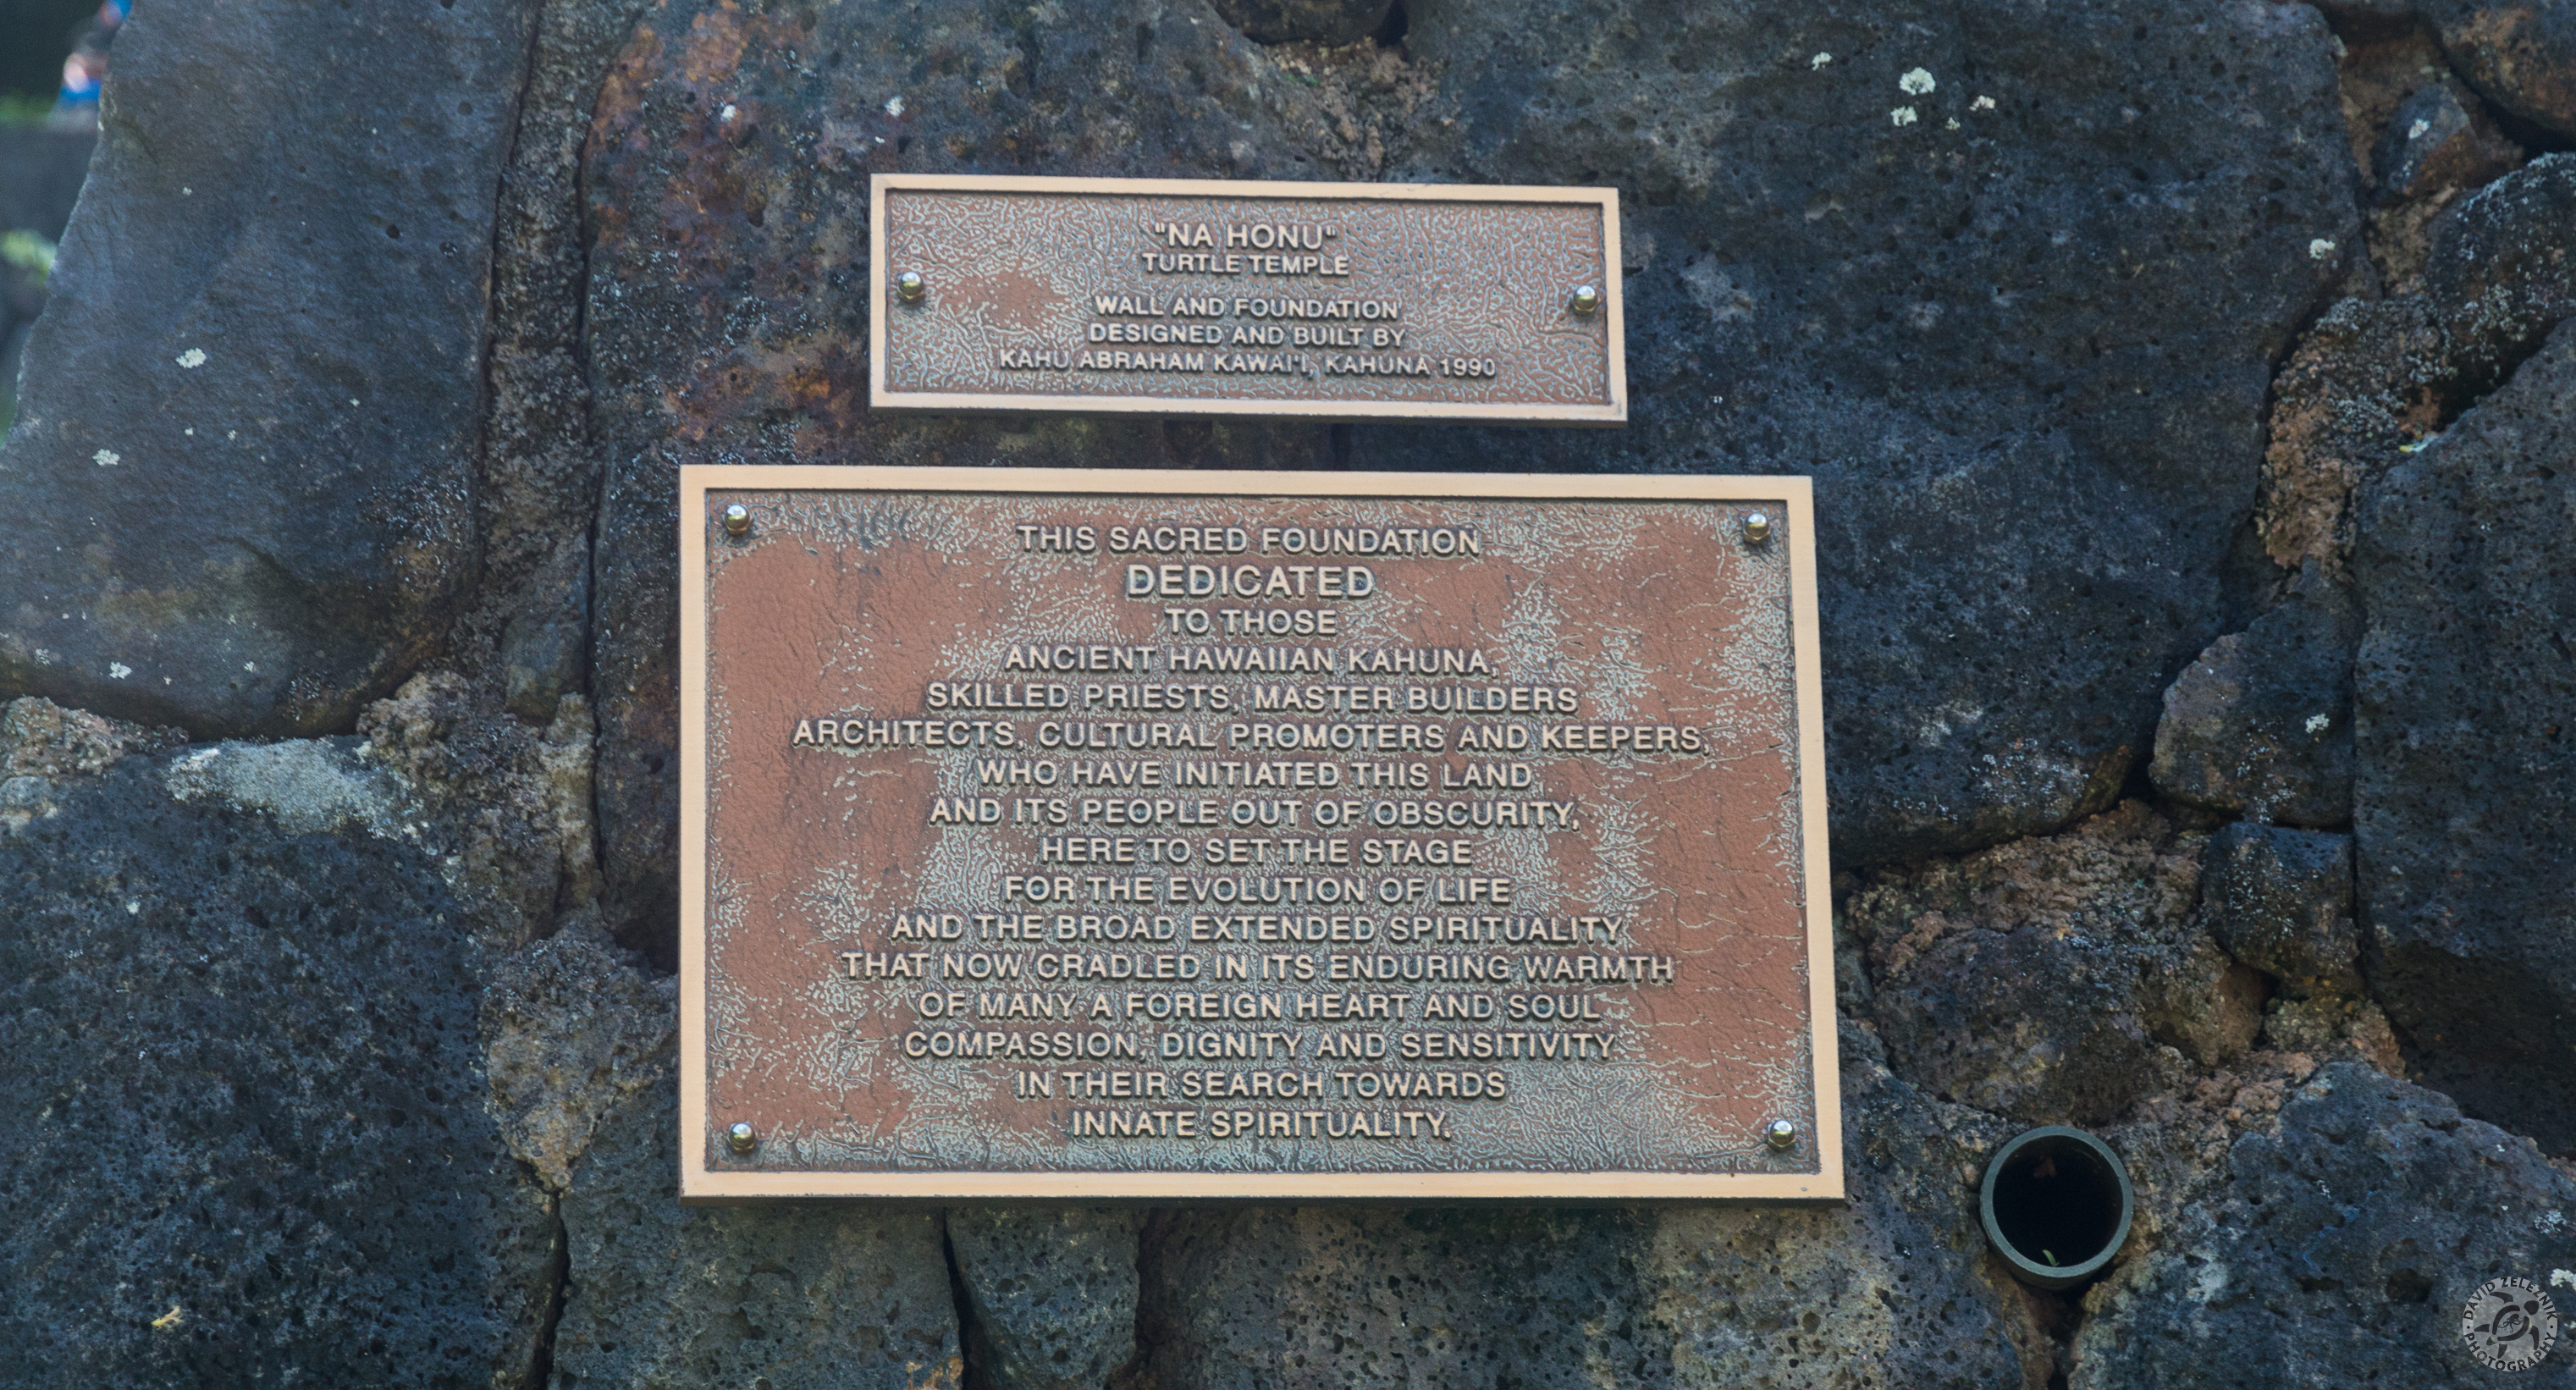 "NA HONU"
TURTLE TEMPLE
WALL AND FOUNDATION
DESIGNED AND BUILT BY
KAHU ABRAHAM KAWAI'I, KAHUNA 1990
THIS SACRED FOUNDATION
DEDICATED
TO THOSE
ANCIENT HAWAIIAN KAHUNA,
SKILLED PRIESTS, MASTER BUILDERS
ARCHITECTS, CULTURAL PROMOTERS AND KEEPERS,
WHO HAVE INITIATED THIS LAND
AND ITS PEOPLE OUT OF OBSCURITY,
HERE TO SET THE STAGE
FOR THE EVOLUTION OF LIFE
AND THE BROAD EXTENDED SPIRITUALITY
THAT NOW CRADLED IN ITS ENDURING WARMTH
OF MANY A FOREIGN HEART AND SOUL
COMPASSION, DIGNITY AND SENSITIVITY
IN THEIR SEARCH TOWARDS
INNATE SPIRITUALITY.
DAVID ZELEZNIK
PHOTOGRAPHY